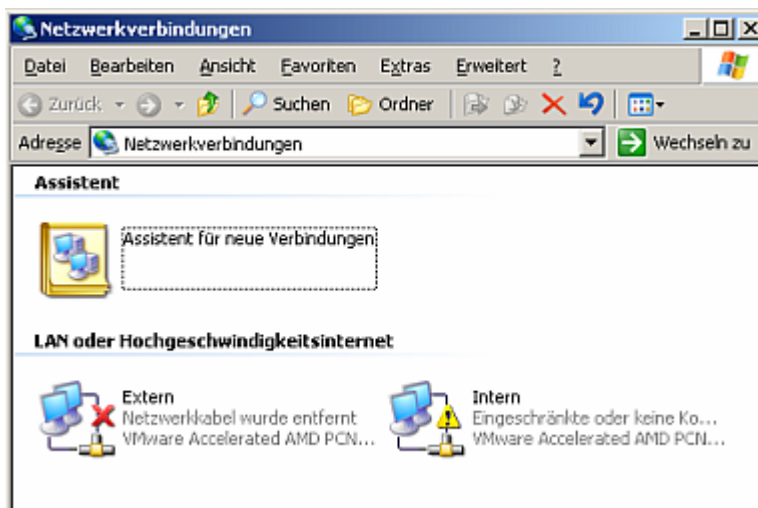 Netzwerkverbindungen
Datei Bearbeiten Ansicht Favoriten Extras Erweitert ?
Zurück Suchen Ordner
Adresse Netzwerkverbindungen Wechseln zu
Assistent
Assistent für neue Verbindungen
LAN oder Hochgeschwindigkeitsinternet
Extern Intern
Netzwerkkabel wurde entfernt Eingeschränkte oder keine Ko...
VMware Accelerated AMD PCN... VMware Accelerated AMD PCN...